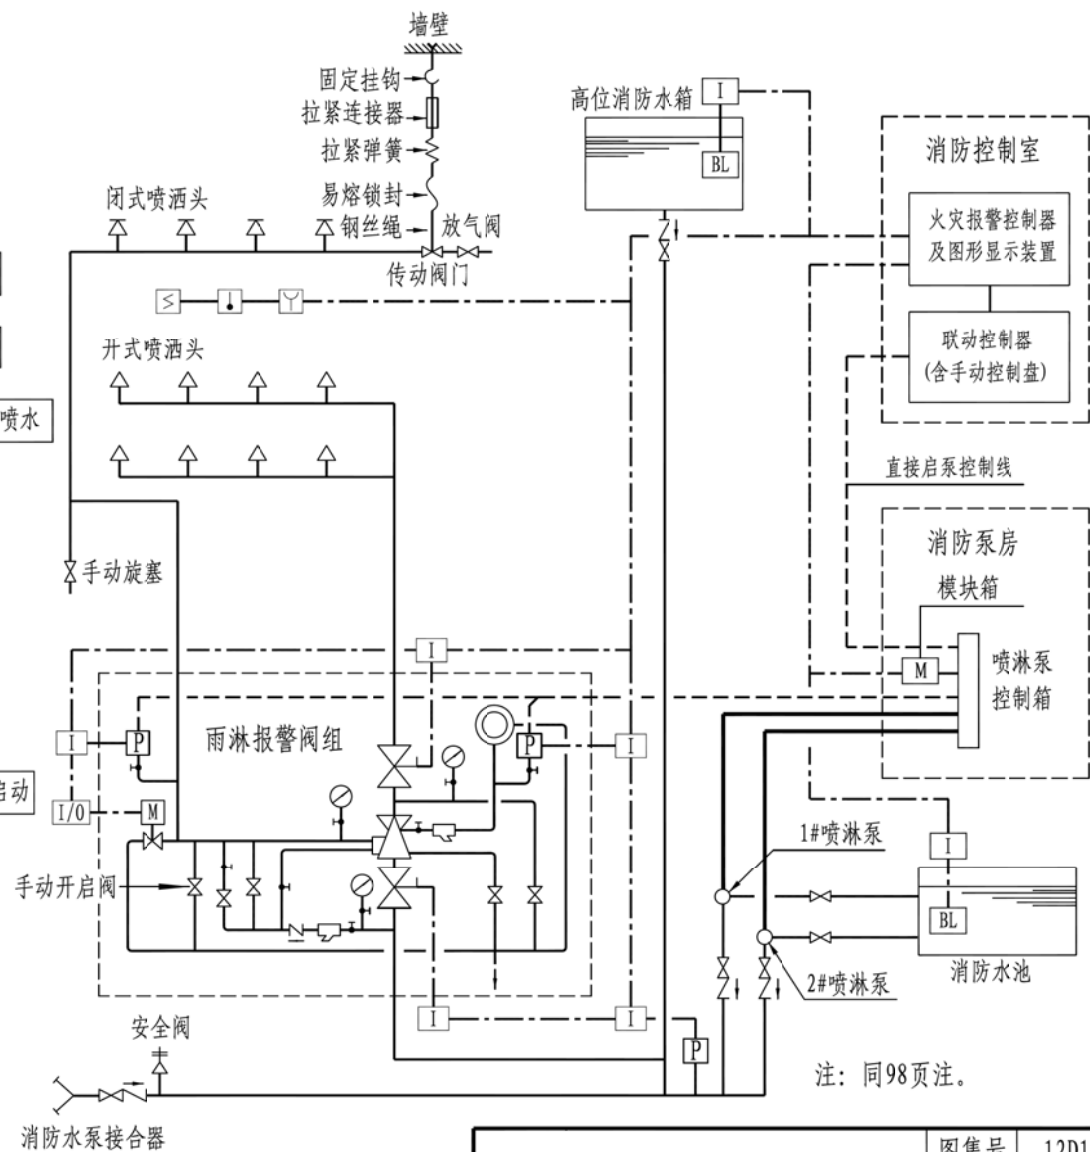 墙壁
固定挂钩
拉紧连接器
拉紧弹簧
易熔锁封
钢丝绳
放气阀
传动阀门
闭式喷洒头
高位消防水箱
I
BL
消防控制室
火灾报警控制器
及图形显示装置
联动控制器
(含手动控制盘)
开式喷洒头
喷水
直接启泵控制线
手动旋塞
消防泵房
模块箱
M
喷淋泵
控制箱
I
雨淋报警阀组
I
P
P
I
启动
I/O
M
手动开启阀
1#喷淋泵
I
BL
消防水池
2#喷淋泵
I
I
P
安全阀
消防水泵接合器
注：同98页注。
图集号
12D1